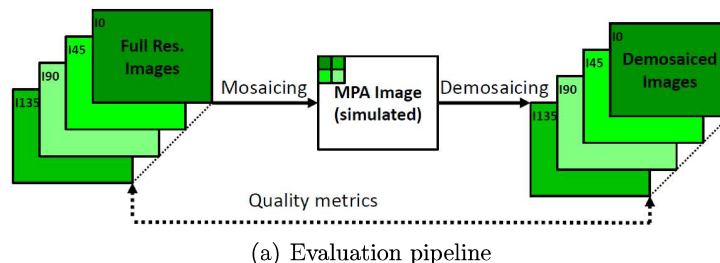 I0
Full Res.
Images
I45
I90
I135
Mosaicing
MPA Image
(simulated)
Demosaicing
I0
Demosaiced
Images
I45
I90
I135
Quality metrics
(a) Evaluation pipeline